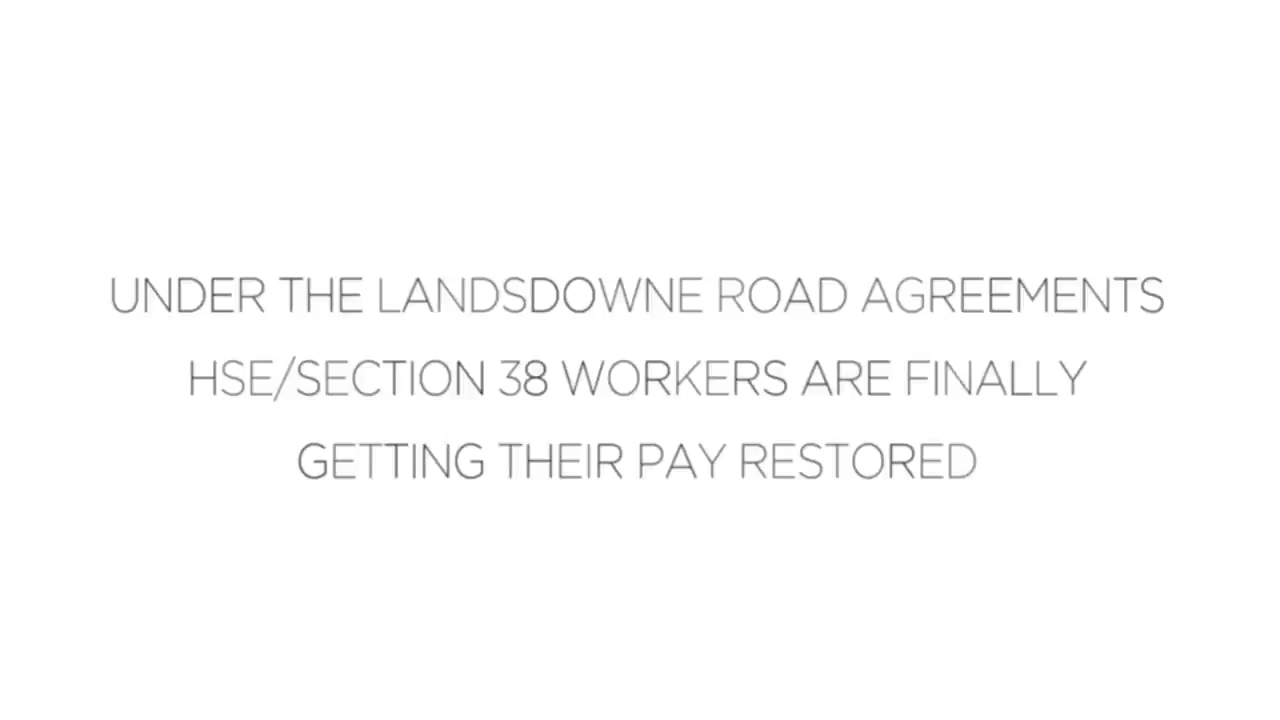 UNDER THE LANDSDOWNE ROAD AGREEMENTS
HSE/SECTION 38 WORKERS ARE FINALLY
GETTING THEIR PAY RESTORED